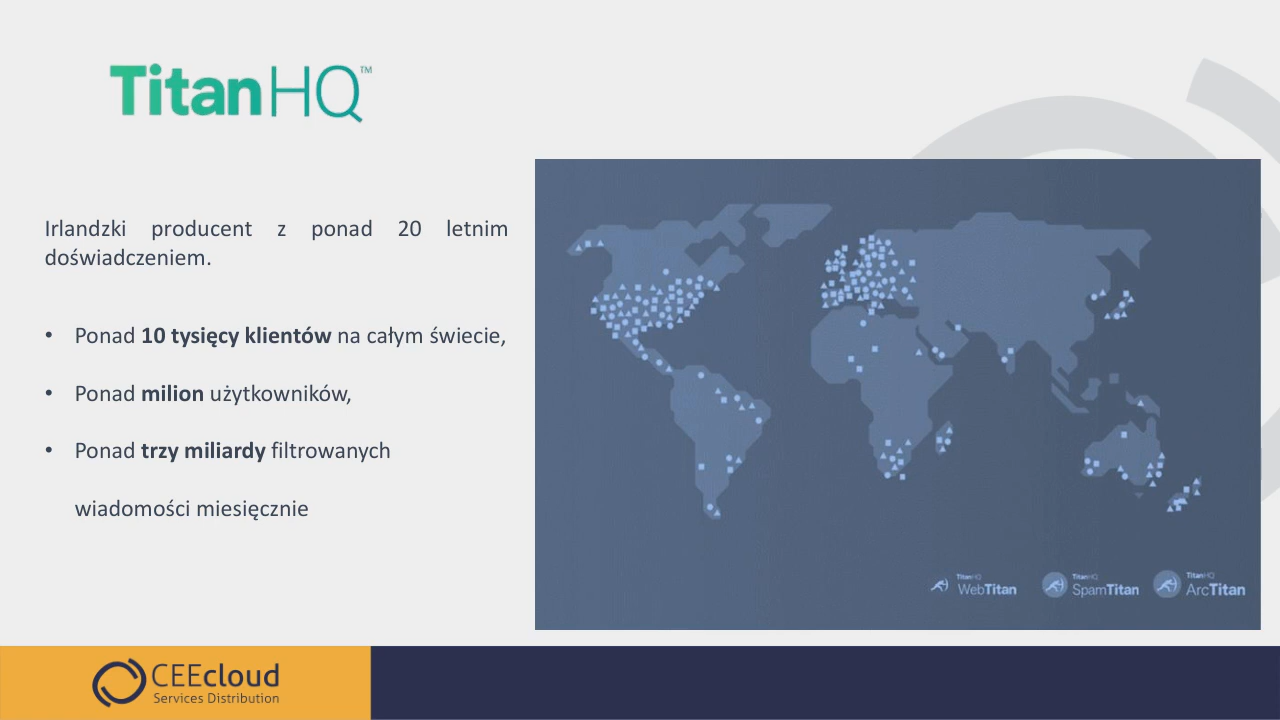 TitanHQ™
Irlandzki producent z ponad 20 letnim
doświadczeniem.
• Ponad 10 tysięcy klientów na całym świecie,
• Ponad milion użytkowników,
• Ponad trzy miliardy filtrowanych
wiadomości miesięcznie
TitanHQ
WebTitan
TitanHQ
SpamTitan
TitanHQ
ArcTitan
CEEcloud
Services Distribution